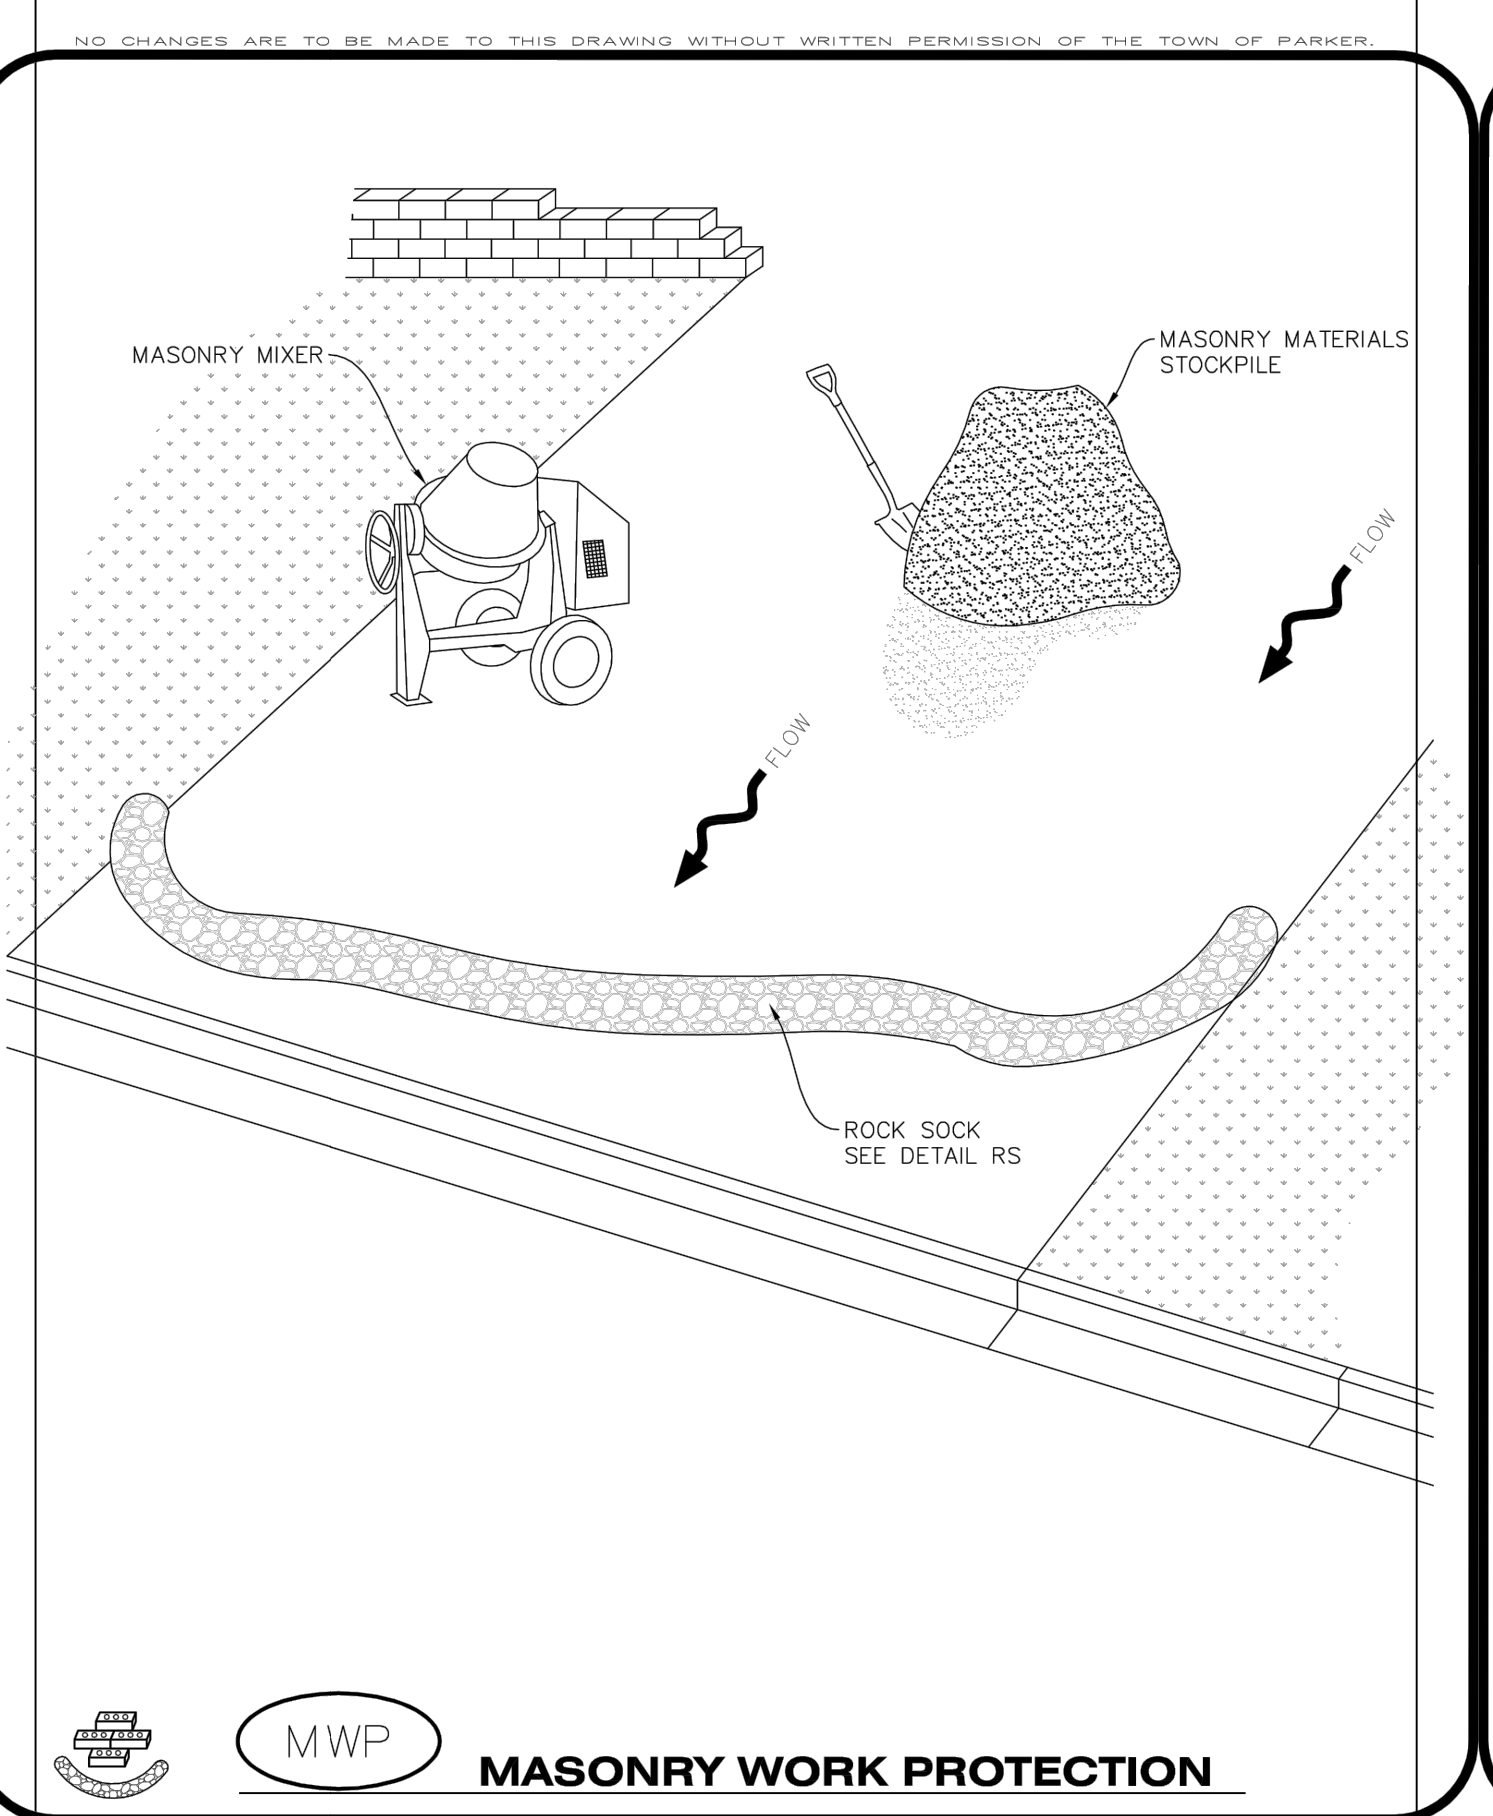 NO CHANGES ARE TO BE MADE TO THIS DRAWING WITHOUT WRITTEN PERMISSION OF THE TOWN OF PARKER.
MASONRY MIXER
MASONRY MATERIALS
STOCKPILE
FLOW
FLOW
ROCK SOCK
SEE DETAIL RS
MWP
MASONRY WORK PROTECTION